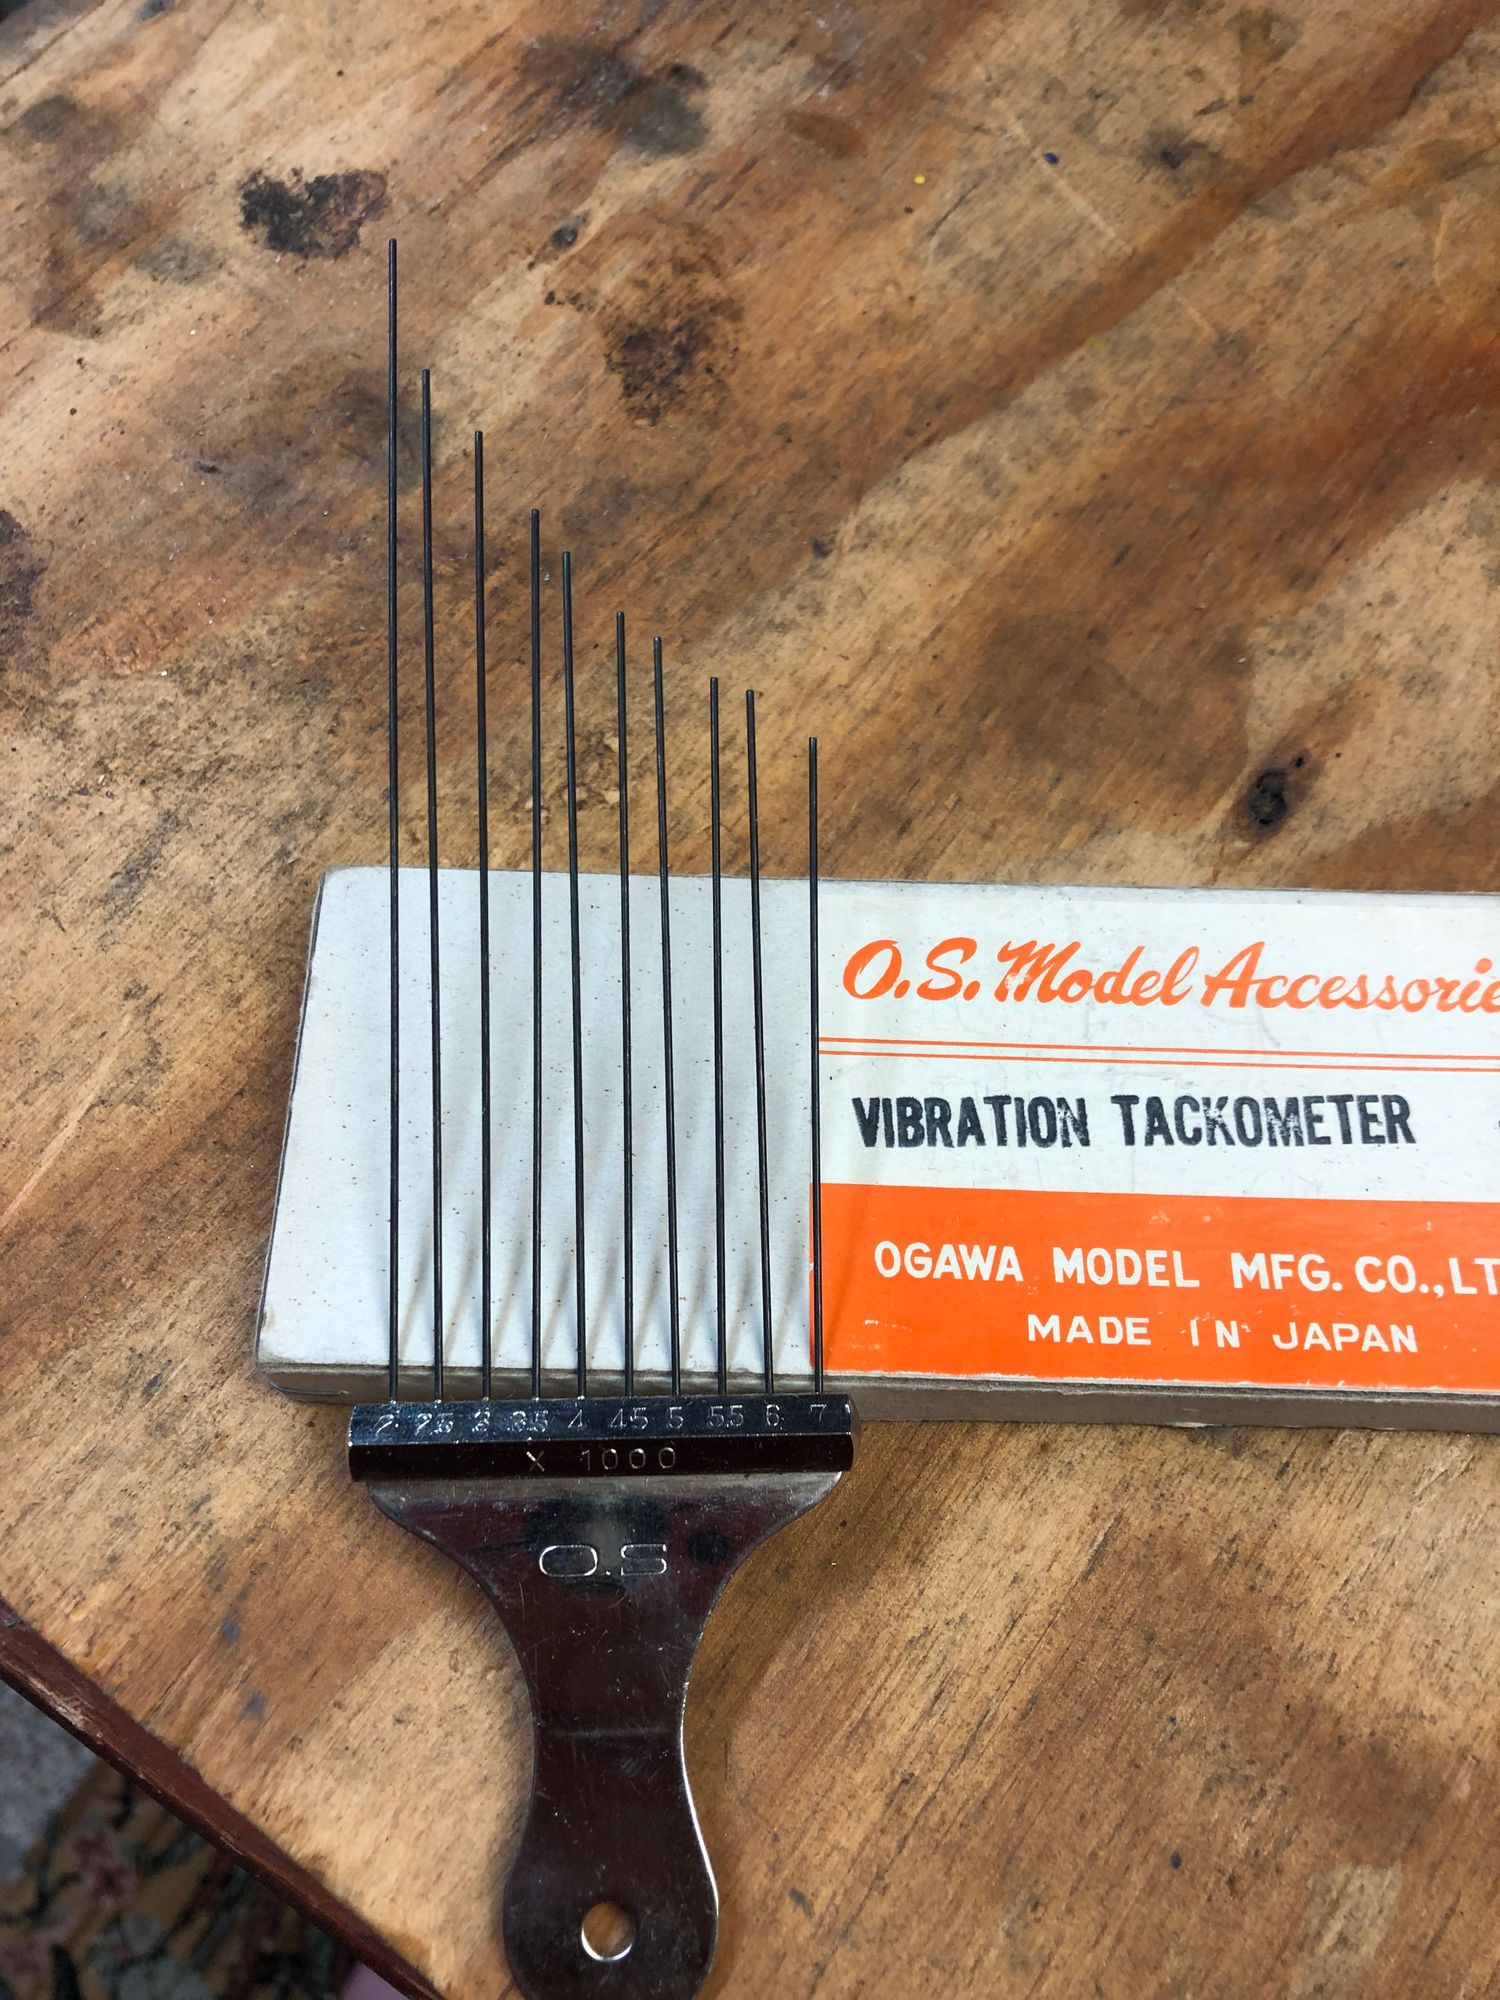 O.S. Model Accessorie
VIBRATION TACKOMETER
OGAWA MODEL MFG. CO., LT
MADE IN JAPAN
2 2.5 3 3.5 4 4.5 5 5.5 6 7
X 1000
O.S